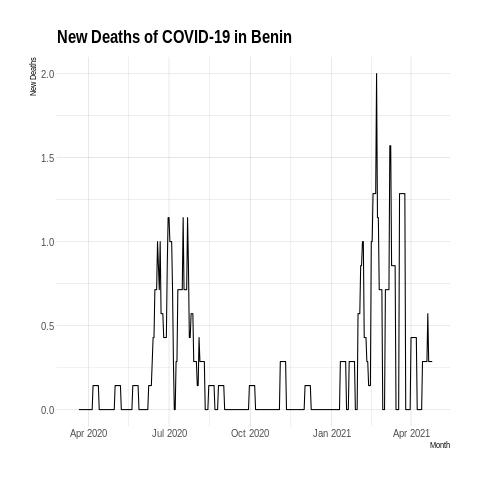 New Deaths of COVID-19 in Benin
New Deaths
2.0
1.5
1.0
0.5
0.0
Apr 2020 Jul 2020 Oct 2020 Jan 2021 Apr 2021
Month